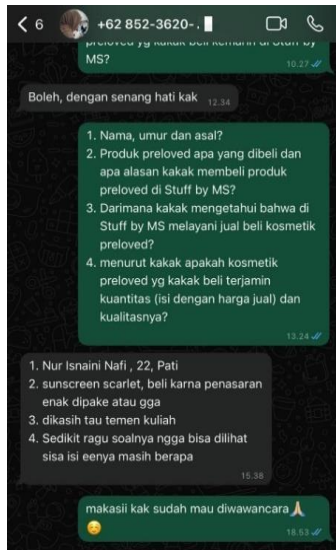 6
+62 852-3620-.
preloved yg kakak beli kemarin di Stuff by
MS?
10.27
Boleh, dengan senang hati kak
12.34
1. Nama, umur dan asal?
2. Produk preloved apa yang dibeli dan
apa alasan kakak membeli produk
preloved di Stuff by MS?
3. Darimana kakak mengetahui bahwa di
Stuff by MS melayani jual beli kosmetik
preloved?
4. menurut kakak apakah kosmetik
preloved yg kakak beli terjamin
kuantitas (isi dengan harga jual) dan
kualitasnya?
13.24
1. Nur Isnaini Nafi , 22, Pati
2. sunscreen scarlet, beli karna penasaran
enak dipake atau gga
3. dikasih tau temen kuliah
4. Sedikit ragu soalnya ngga bisa dilihat
sisa isi eenya masih berapa
15.38
makasii kak sudah mau diwawancara🙏🏻
☺️
18.53